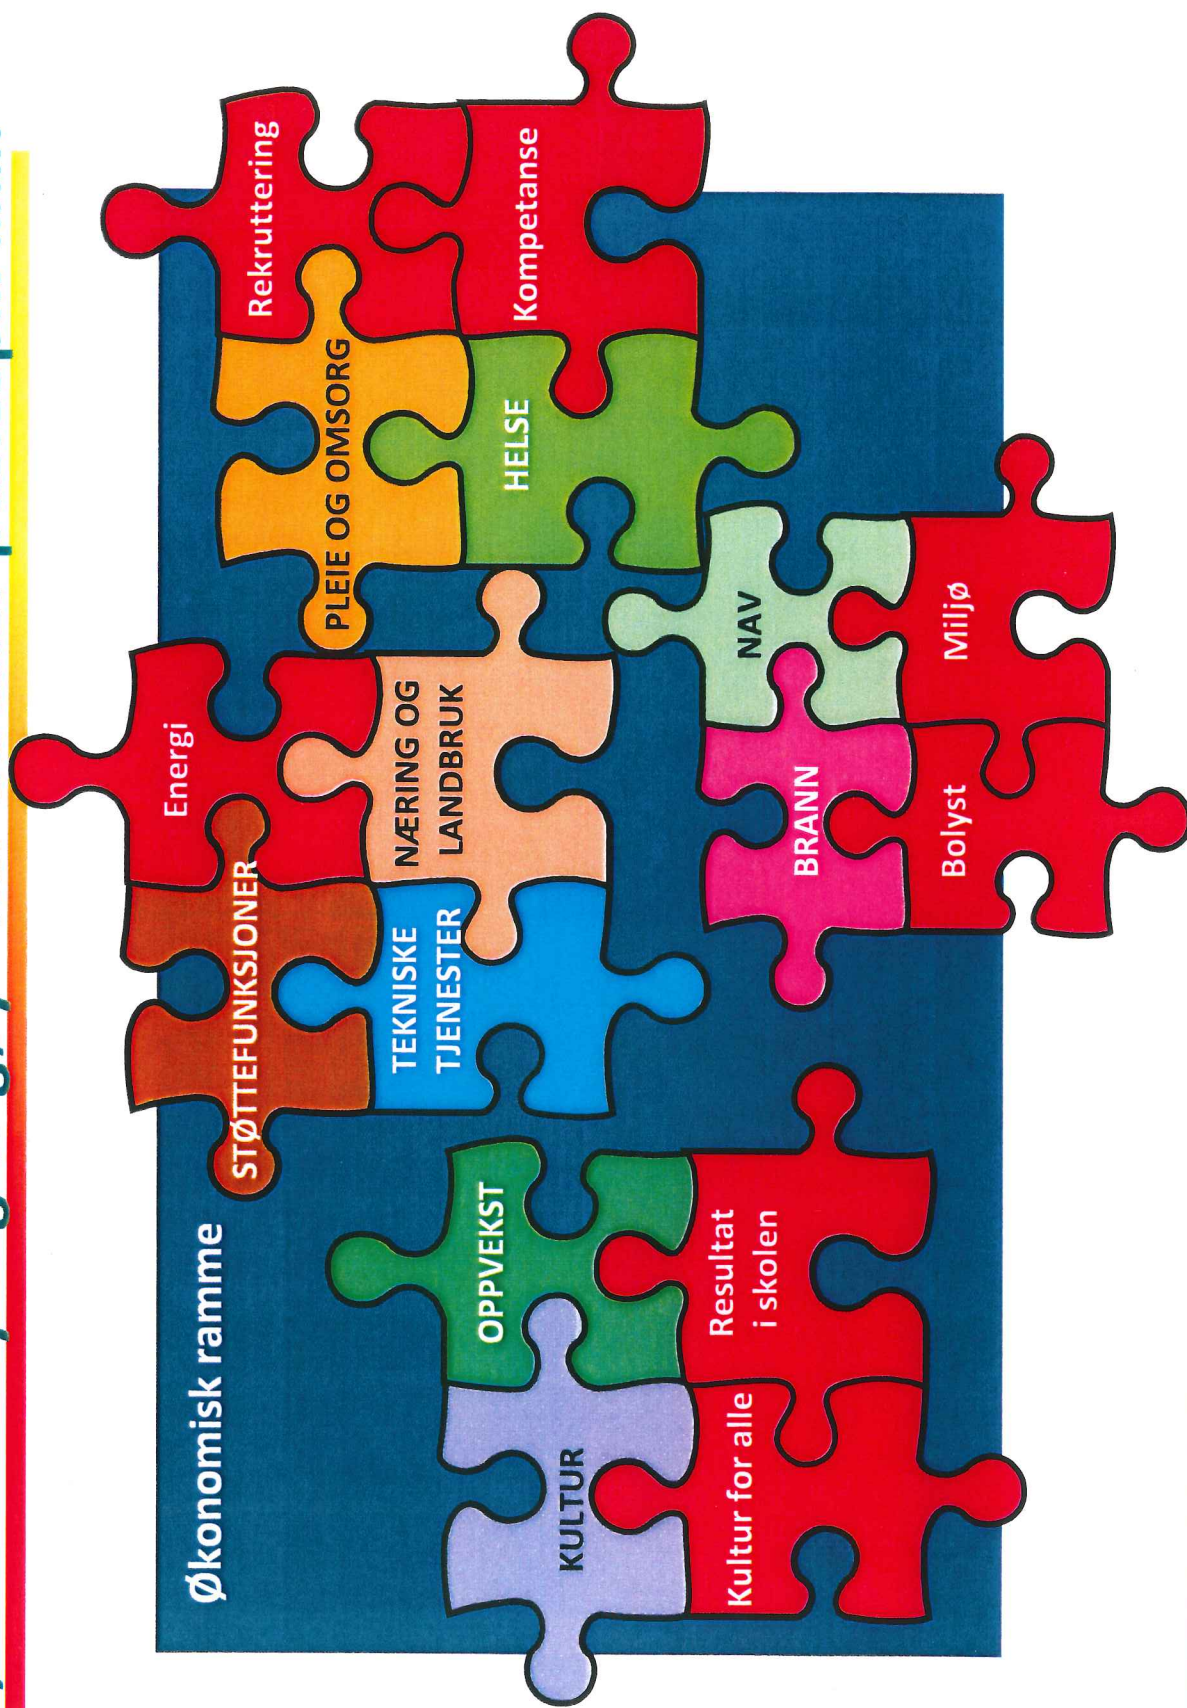 Økonomisk ramme
STØTTEFUNKSJONER
Energi
TEKNISKE
TJENESTER
NÆRING OG
LANDBRUK
PLEIE OG OMSORG
Rekruttering
HELSE
Kompetanse
KULTUR
OPPVEKST
Kultur for alle
Resultat
i skolen
BRANN
NAV
Bolyst
Miljø